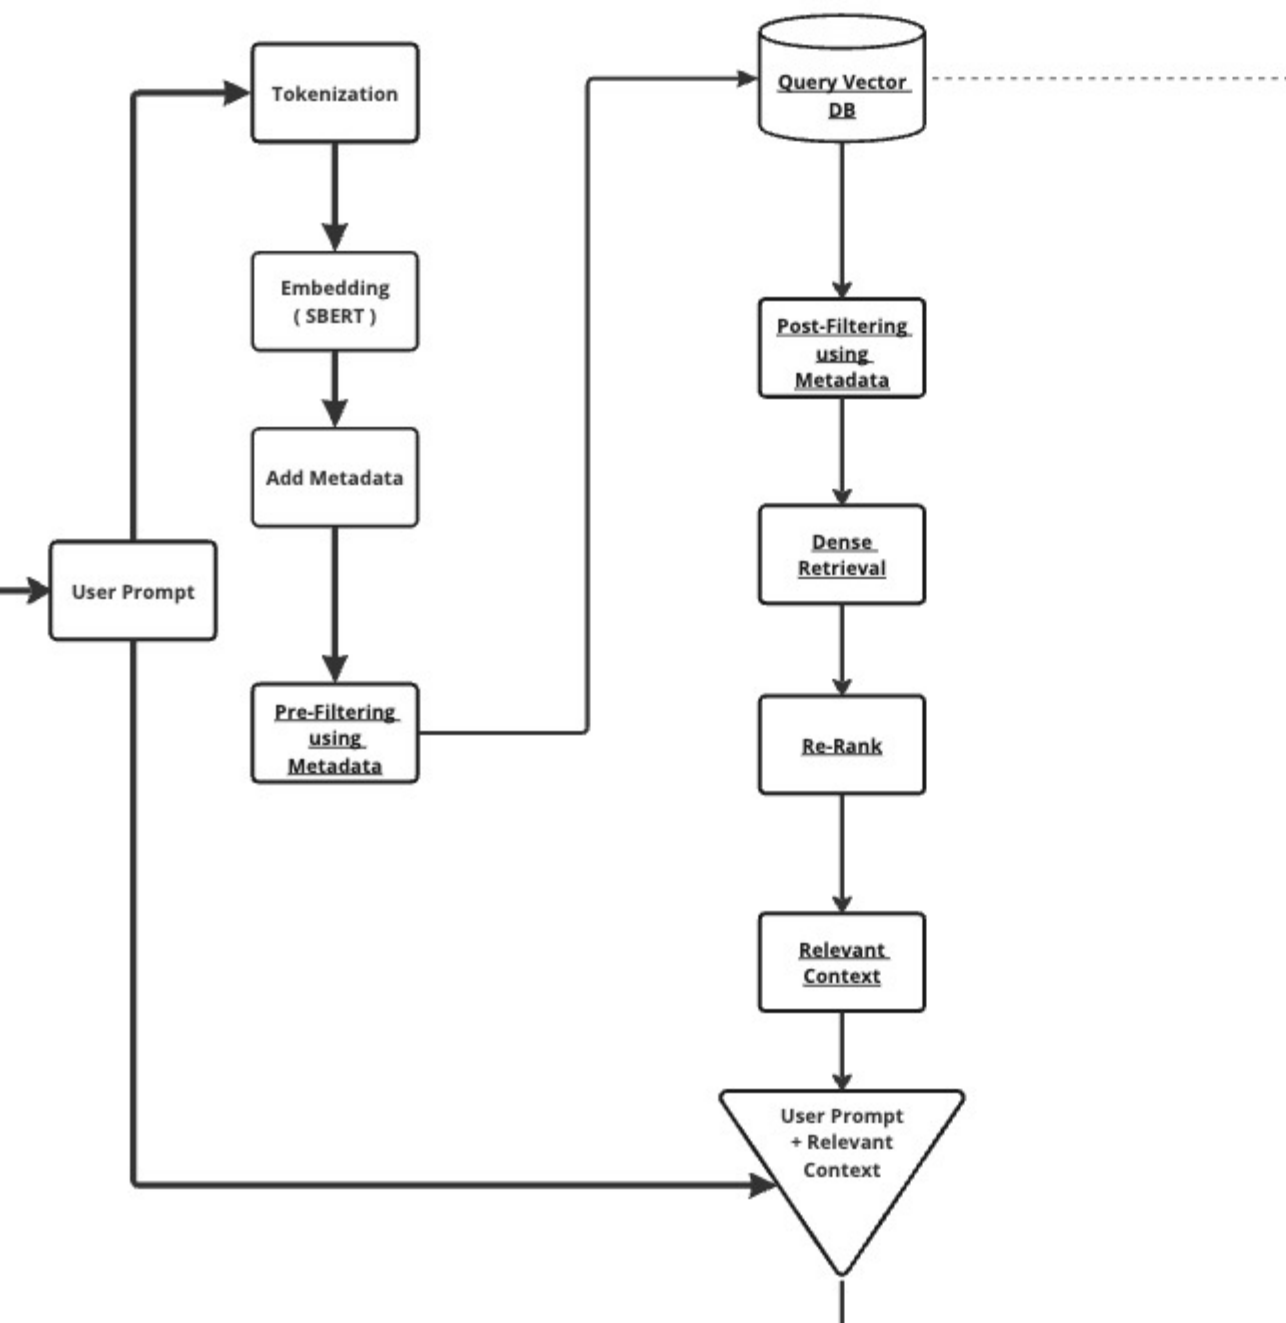 Tokenization
Embedding
( SBERT )
Add Metadata
User Prompt
Pre-Filtering
using
Metadata
Query Vector
DB
Post-Filtering
using
Metadata
Dense
Retrieval
Re-Rank
Relevant
Context
User Prompt
+ Relevant
Context